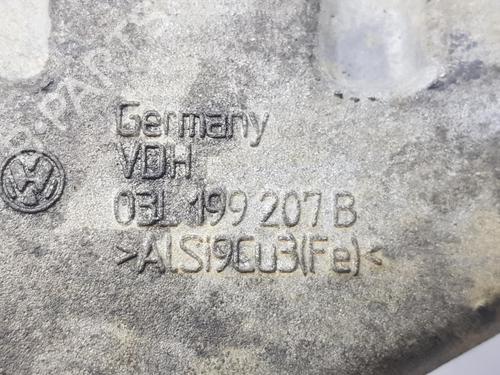 Germany
VDH
03L 199 207 B
>AlSi9Cu3(Fe)<